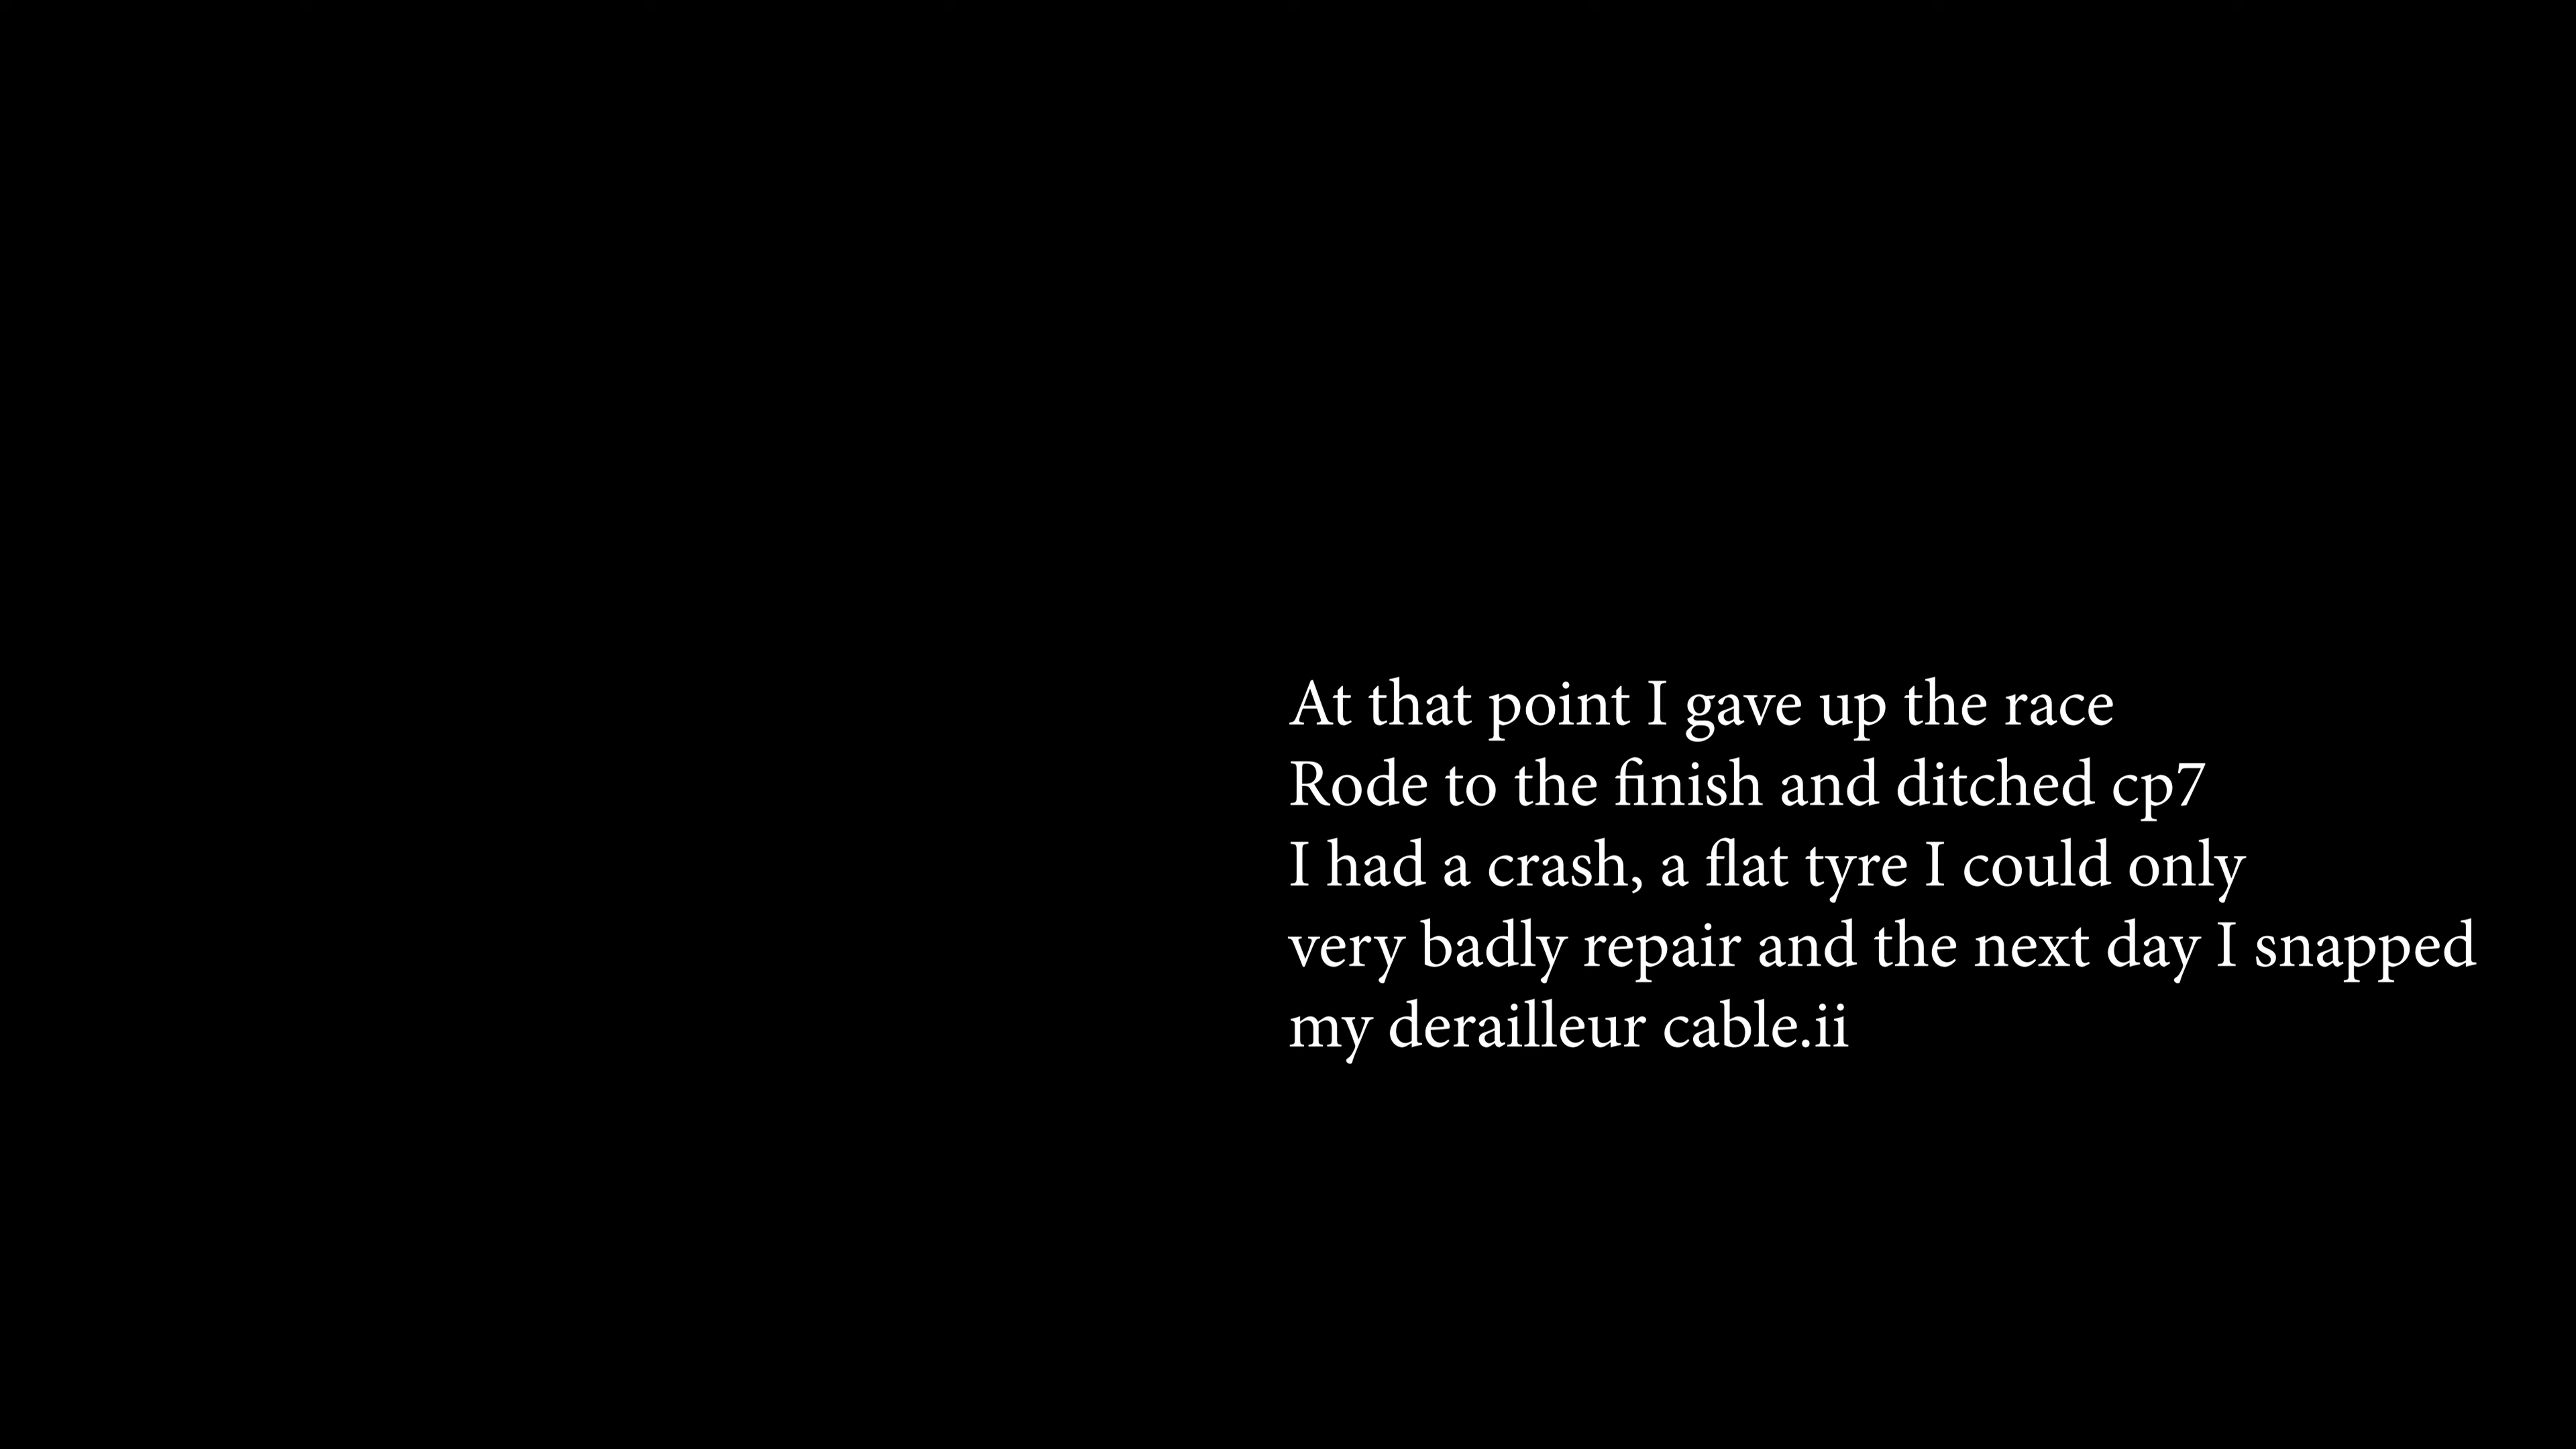 At that point I gave up the race
Rode to the finish and ditched cp7
I had a crash, a flat tyre I could only
very badly repair and the next day I snapped
my derailleur cable.ii